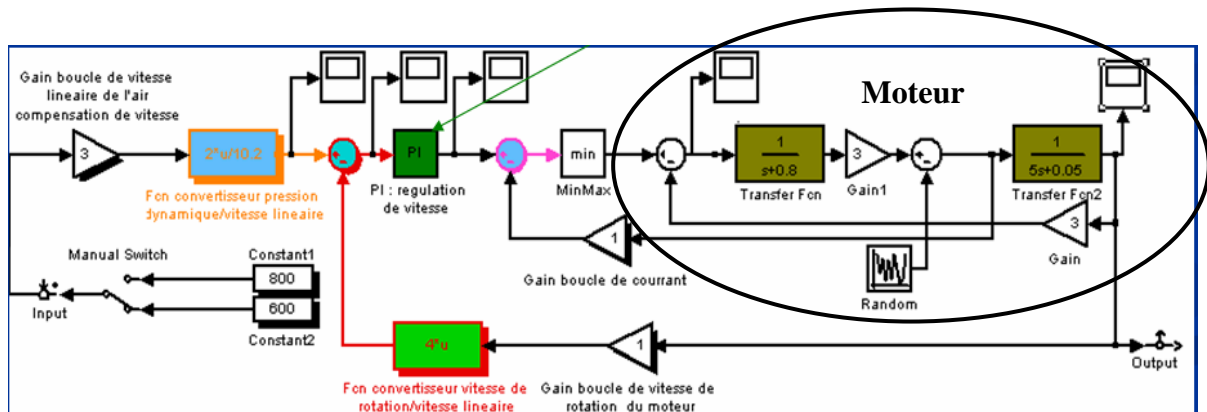 Gain boucle de vitesse
lineaire de l'air
compensation de vitesse
3
2*u/10.2
Fcn convertisseur pression
dynamique/vitesse lineaire
PI
PI : regulation
de vitesse
min
MinMax
Moteur
1
s+0.8
Transfer Fcn
3
Gain1
1
5s+0.05
Transfer Fcn2
3
Gain
1
Gain boucle de courrant
Random
Manual Switch
Constant1
800
600
Constant2
Input
4*u
Fcn convertisseur vitesse de
rotation/vitesse lineaire
1
Gain boucle de vitesse de
rotation du moteur
Output